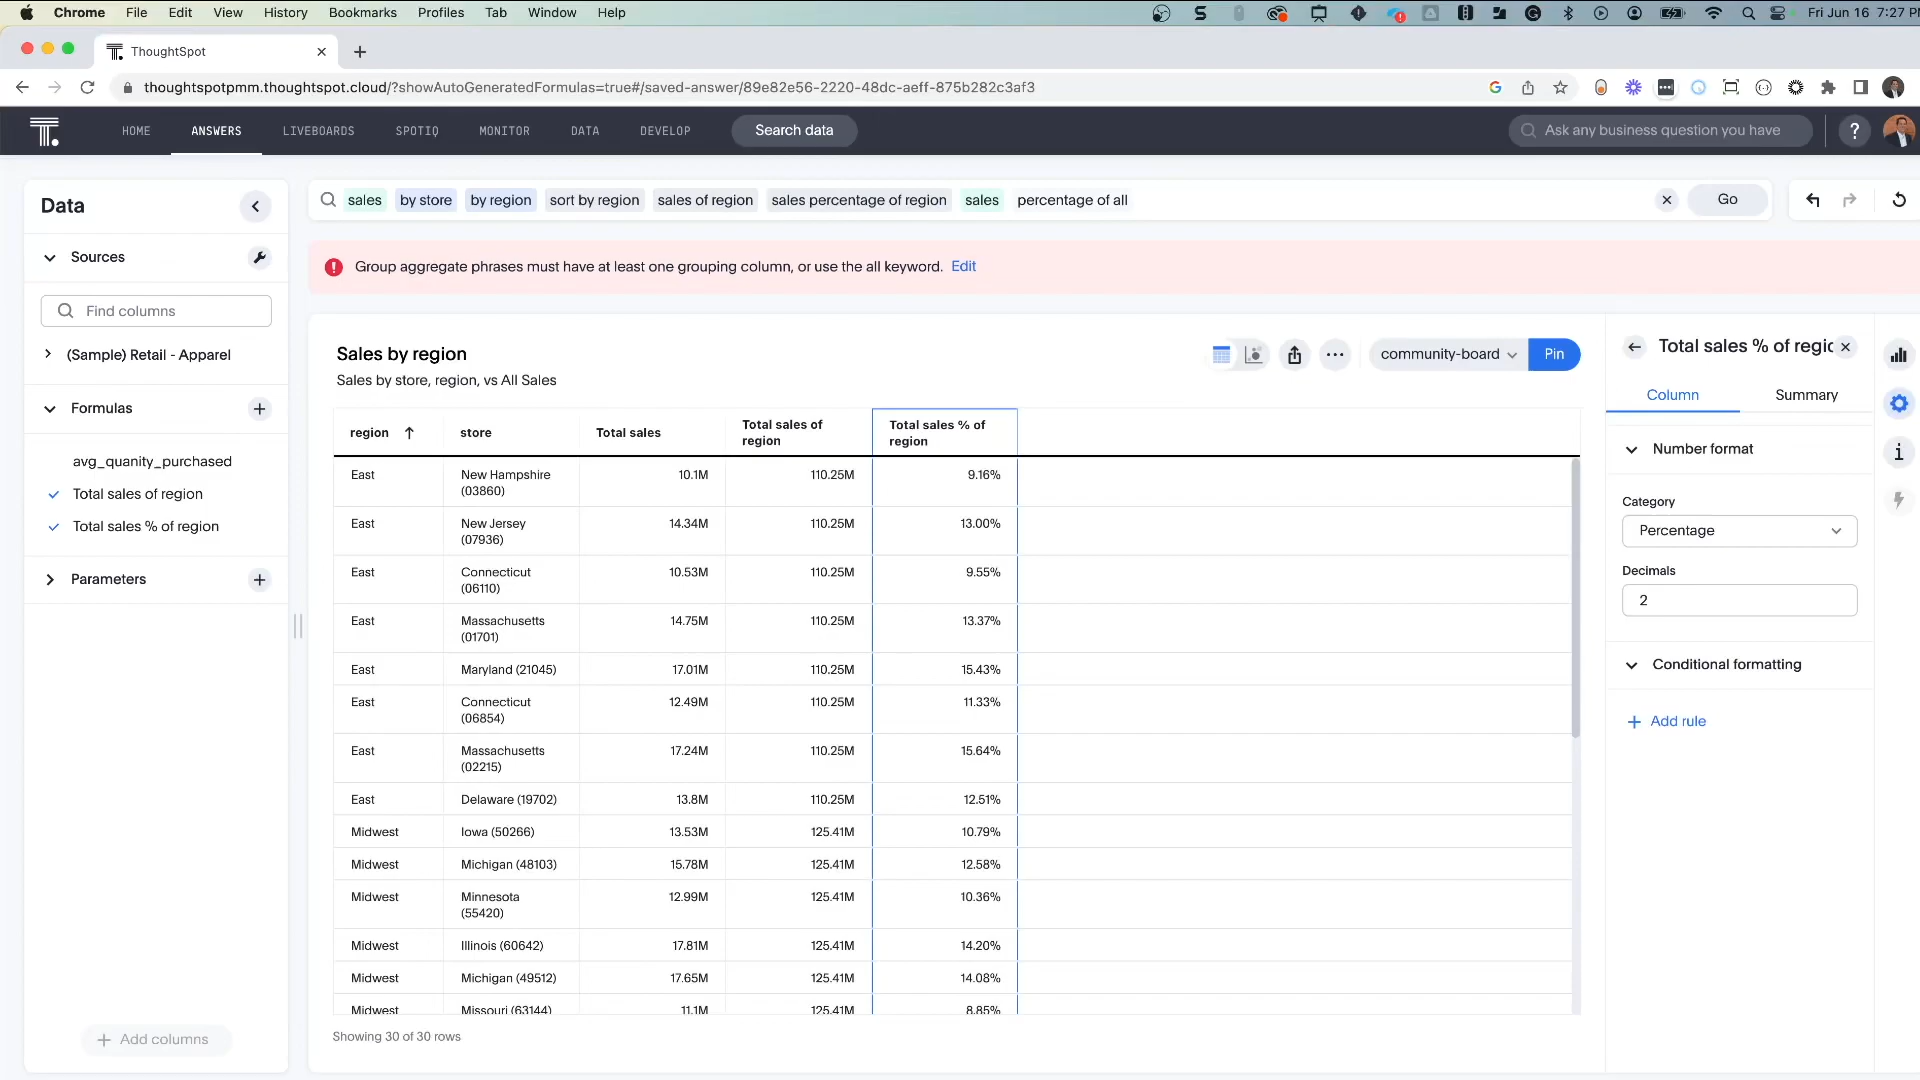 Chrome File Edit View History Bookmarks Profiles Tab Window Help Fri Jun 16 7:27
ThoughtSpot
thoughtspotpmm.thoughtspot.cloud/?showAutoGeneratedFormulas=true#/saved-answer/89e82e56-2220-48dc-aeff-875b282c3af3
HOME ANSWERS LIVEBOARDS SPOTIQ MONITOR DATA DEVELOP Search data Ask any business question you have ?
Data
sales by store by region sort by region sales of region sales percentage of region sales percentage of all Go
Sources
Group aggregate phrases must have at least one grouping column, or use the all keyword. Edit
Find columns
(Sample) Retail - Apparel
Formulas
avg_quanity_purchased
Total sales of region
Total sales % of region
Parameters
Add columns
Sales by region
Sales by store, region, vs All Sales
community-board Pin
region store Total sales Total sales of region Total sales % of region
East New Hampshire (03860) 10.1M 110.25M 9.16%
East New Jersey (07936) 14.34M 110.25M 13.00%
East Connecticut (06110) 10.53M 110.25M 9.55%
East Massachusetts (01701) 14.75M 110.25M 13.37%
East Maryland (21045) 17.01M 110.25M 15.43%
East Connecticut (06854) 12.49M 110.25M 11.33%
East Massachusetts (02215) 17.24M 110.25M 15.64%
East Delaware (19702) 13.8M 110.25M 12.51%
Midwest Iowa (50266) 13.53M 125.41M 10.79%
Midwest Michigan (48103) 15.78M 125.41M 12.58%
Midwest Minnesota (55420) 12.99M 125.41M 10.36%
Midwest Illinois (60642) 17.81M 125.41M 14.20%
Midwest Michigan (49512) 17.65M 125.41M 14.08%
Midwest Missouri (63144) 11.1M 125.41M 8.85%
Showing 30 of 30 rows
Total sales % of regic
Column Summary
Number format
Category
Percentage
Decimals
2
Conditional formatting
Add rule